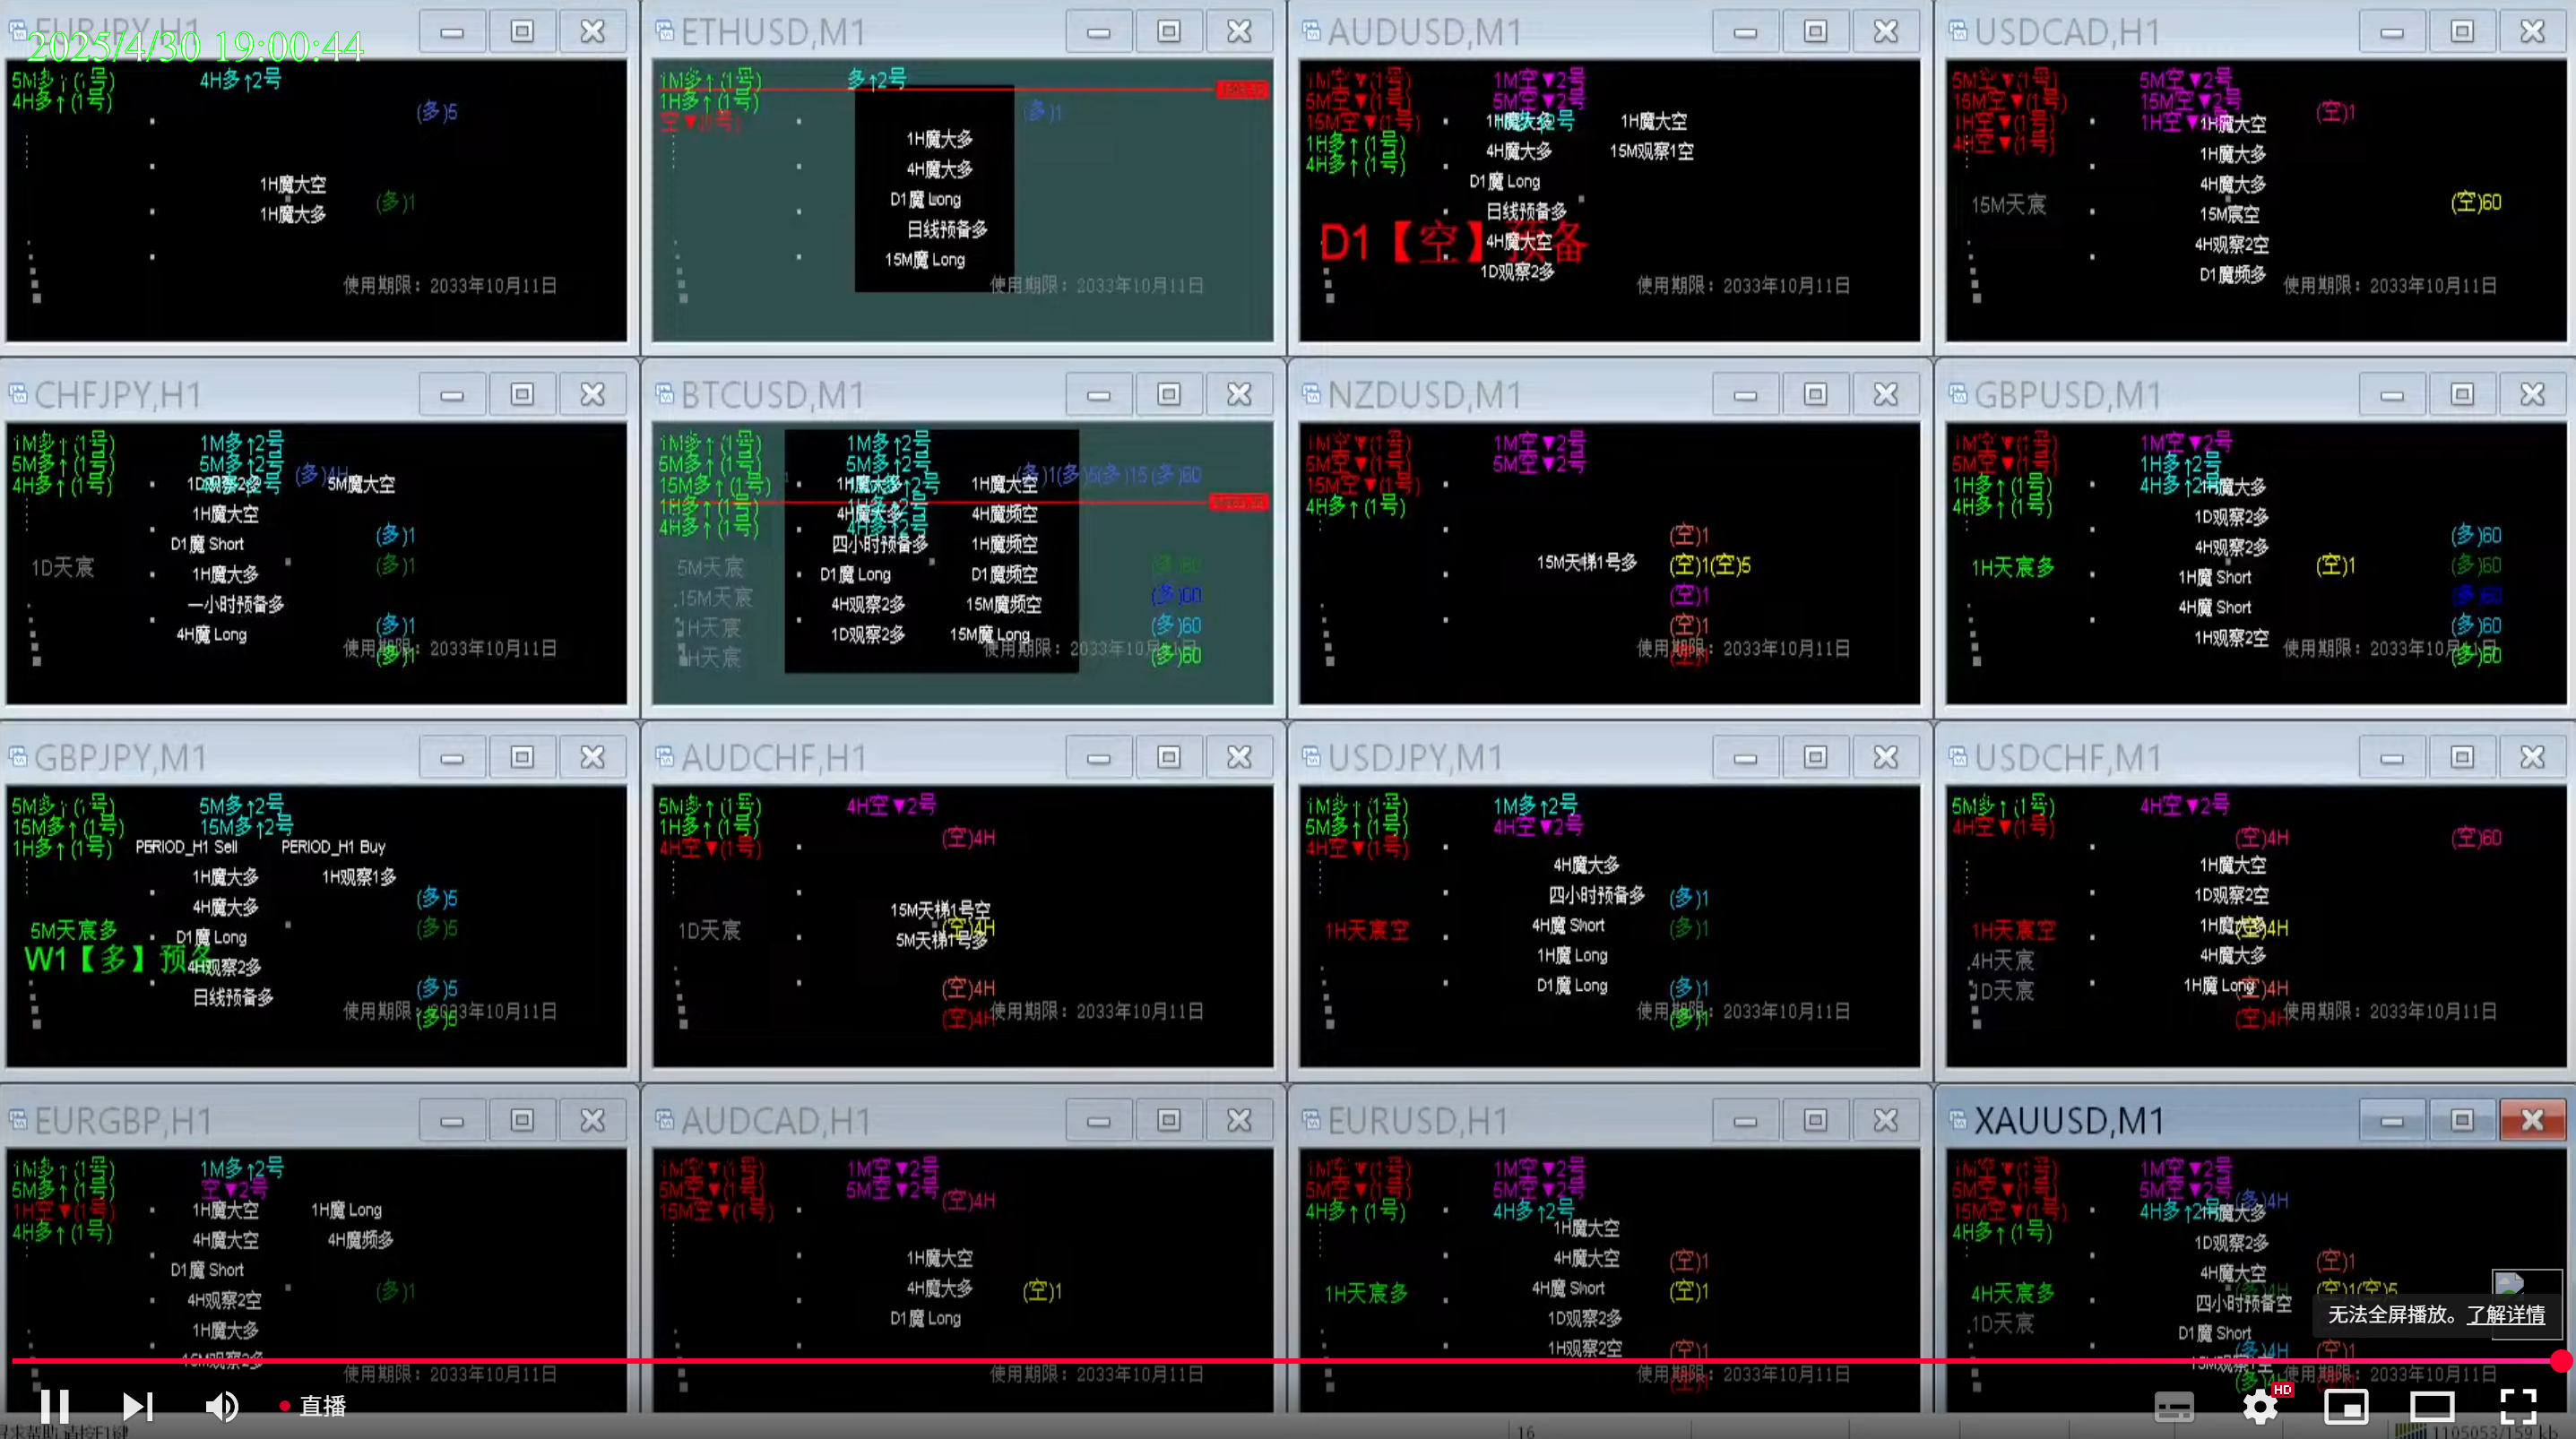 EURJPY,H1
2025/4/30 19:00:44
5M多↑(1号) 4H多↑2号
4H多↑(1号)
(多)5
1H魔大空
(多)1
1H魔大多
使用期限：2033年10月11日
ETHUSD,M1
1M多↑(1号) 多↑2号
1H多↑(1号) (多)1
空▼(1号)
1H魔大多
4H魔大多
D1魔 Long
日线预备多
15M魔 Long
使用期限：2033年10月11日
AUDUSD,M1
1M空▼(1号) 1M空▼2号
5M空▼(1号) 5M空▼2号
15M空▼(1号) 1H魔大多 1H魔大空
1H多↑(1号) 4H魔大多 15M观察1空
4H多↑(1号)
D1魔 Long
日线预备多
D1【空】预备
4H魔大空
1D观察2多
使用期限：2033年10月11日
USDCAD,H1
5M空▼(1号) 5M空▼2号
15M空▼(1号) 15M空▼2号 (空)1
1H空▼(1号) 1H空▼2号 1H魔大空
4H空▼(1号) 1H魔大多
4H魔大多
15M天宸 15M宸空 (空)60
4H观察2空
D1魔频多
使用期限：2033年10月11日
CHFJPY,H1
1M多↑(1号) 1M多↑2号
5M多↑(1号) 5M多↑2号 (多)4H
4H多↑(1号) 1D观察2多 5M魔大空
1H魔大空
(多)1
D1魔 Short
1D天宸 1H魔大多 (多)1
一小时预备多
(多)1
4H魔 Long
(多)1
使用期限：2033年10月11日
BTCUSD,M1
1M多↑(1号) 1M多↑2号
5M多↑(1号) 5M多↑2号 (多)1(多)5(多)15(多)60
15M多↑(1号) 1H魔大多 1H魔大空
1H多↑(1号) 1H多↑2号
4H多↑(1号) 4H魔大多 4H多↑2号 4H魔频空
四小时预备多 1H魔频空
5M天宸 D1魔 Long D1魔频空 (多)60
15M天宸 4H观察2多 15M魔频空 (多)60
1H天宸 1D观察2多 15M魔 Long (多)60
4H天宸 (多)60
使用期限：2033年10月11日
NZDUSD,M1
1M空▼(1号) 1M空▼2号
5M空▼(1号) 5M空▼2号
15M空▼(1号)
4H多↑(1号)
(空)1
15M天梯1号多 (空)1(空)5
(空)1
(空)1
(空)1
使用期限：2033年10月11日
GBPUSD,M1
1M空▼(1号) 1M空▼2号
5M空▼(1号) 1H多↑2号
1H多↑(1号) 4H多↑2号 1H魔大多
4H多↑(1号) 1D观察2多
4H观察2多 (多)60
1H天宸多 1H魔 Short (空)1 (多)60
4H魔 Short (多)60
1H观察2空 (多)60
(多)60
使用期限：2033年10月11日
GBPJPY,M1
5M多↑(1号) 5M多↑2号
15M多↑(1号) 15M多↑2号
1H多↑(1号) PERIOD_H1 Sell PERIOD_H1 Buy
1H魔大多 1H观察1多
4H魔大多 (多)5
5M天宸多 D1魔 Long (多)5
W1【多】预备
4H观察2多
日线预备多 (多)5
(多)5
使用期限：2033年10月11日
AUDCHF,H1
5M多↑(1号) 4H空▼2号
1H多↑(1号) (空)4H
4H空▼(1号)
15M天梯1号空
1D天宸 (空)4H
5M天梯1号多
(空)4H
(空)4H
使用期限：2033年10月11日
USDJPY,M1
1M多↑(1号) 1M多↑2号
5M多↑(1号) 4H空▼2号
4H空▼(1号) 4H魔大多
四小时预备多 (多)1
1H天宸空 4H魔 Short (多)1
1H魔 Long
D1魔 Long (多)1
(多)1
使用期限：2033年10月11日
USDCHF,M1
5M多↑(1号) 4H空▼2号
4H空▼(1号) (空)4H (空)60
1H魔大空
1D观察2空
1H天宸空 1H魔大多 (空)4H
4H天宸 4H魔大多
1D天宸 1H魔 Long (空)4H
(空)4H
使用期限：2033年10月11日
EURGBP,H1
1M多↑(1号) 1M多↑2号
5M多↑(1号) 空▼2号
1H空▼(1号) 1H魔大空 1H魔 Long
4H多↑(1号) 4H魔大空 4H魔频多
D1魔 Short
4H观察2空 (多)1
1H魔大多
15M观察2多
使用期限：2033年10月11日
AUDCAD,H1
1M空▼(1号) 1M空▼2号
5M空▼(1号) 5M空▼2号 (空)4H
15M空▼(1号)
1H魔大空
4H魔大多 (空)1
D1魔 Long
使用期限：2033年10月11日
EURUSD,H1
1M空▼(1号) 1M空▼2号
5M空▼(1号) 5M空▼2号
4H多↑(1号) 4H多↑2号
1H魔大空
4H魔大空 (空)1
1H天宸多 4H魔 Short (空)1
1D观察2多
1H观察2空 (空)1
使用期限：2033年10月11日
XAUUSD,M1
1M空▼(1号) 1M空▼2号
5M空▼(1号) 5M空▼2号 (多)4H
15M空▼(1号) 4H多↑2号 1H魔大多
4H多↑(1号) 1D观察2多
4H魔大空 (空)1
4H天宸多 (空)1(空)5
四小时预备空
1D天宸 D1魔 Short
(多)4H (空)1
15M观察1空
使用期限：2033年10月11日
无法全屏播放。了解详情
直播
HD
16
1105053/159 kb